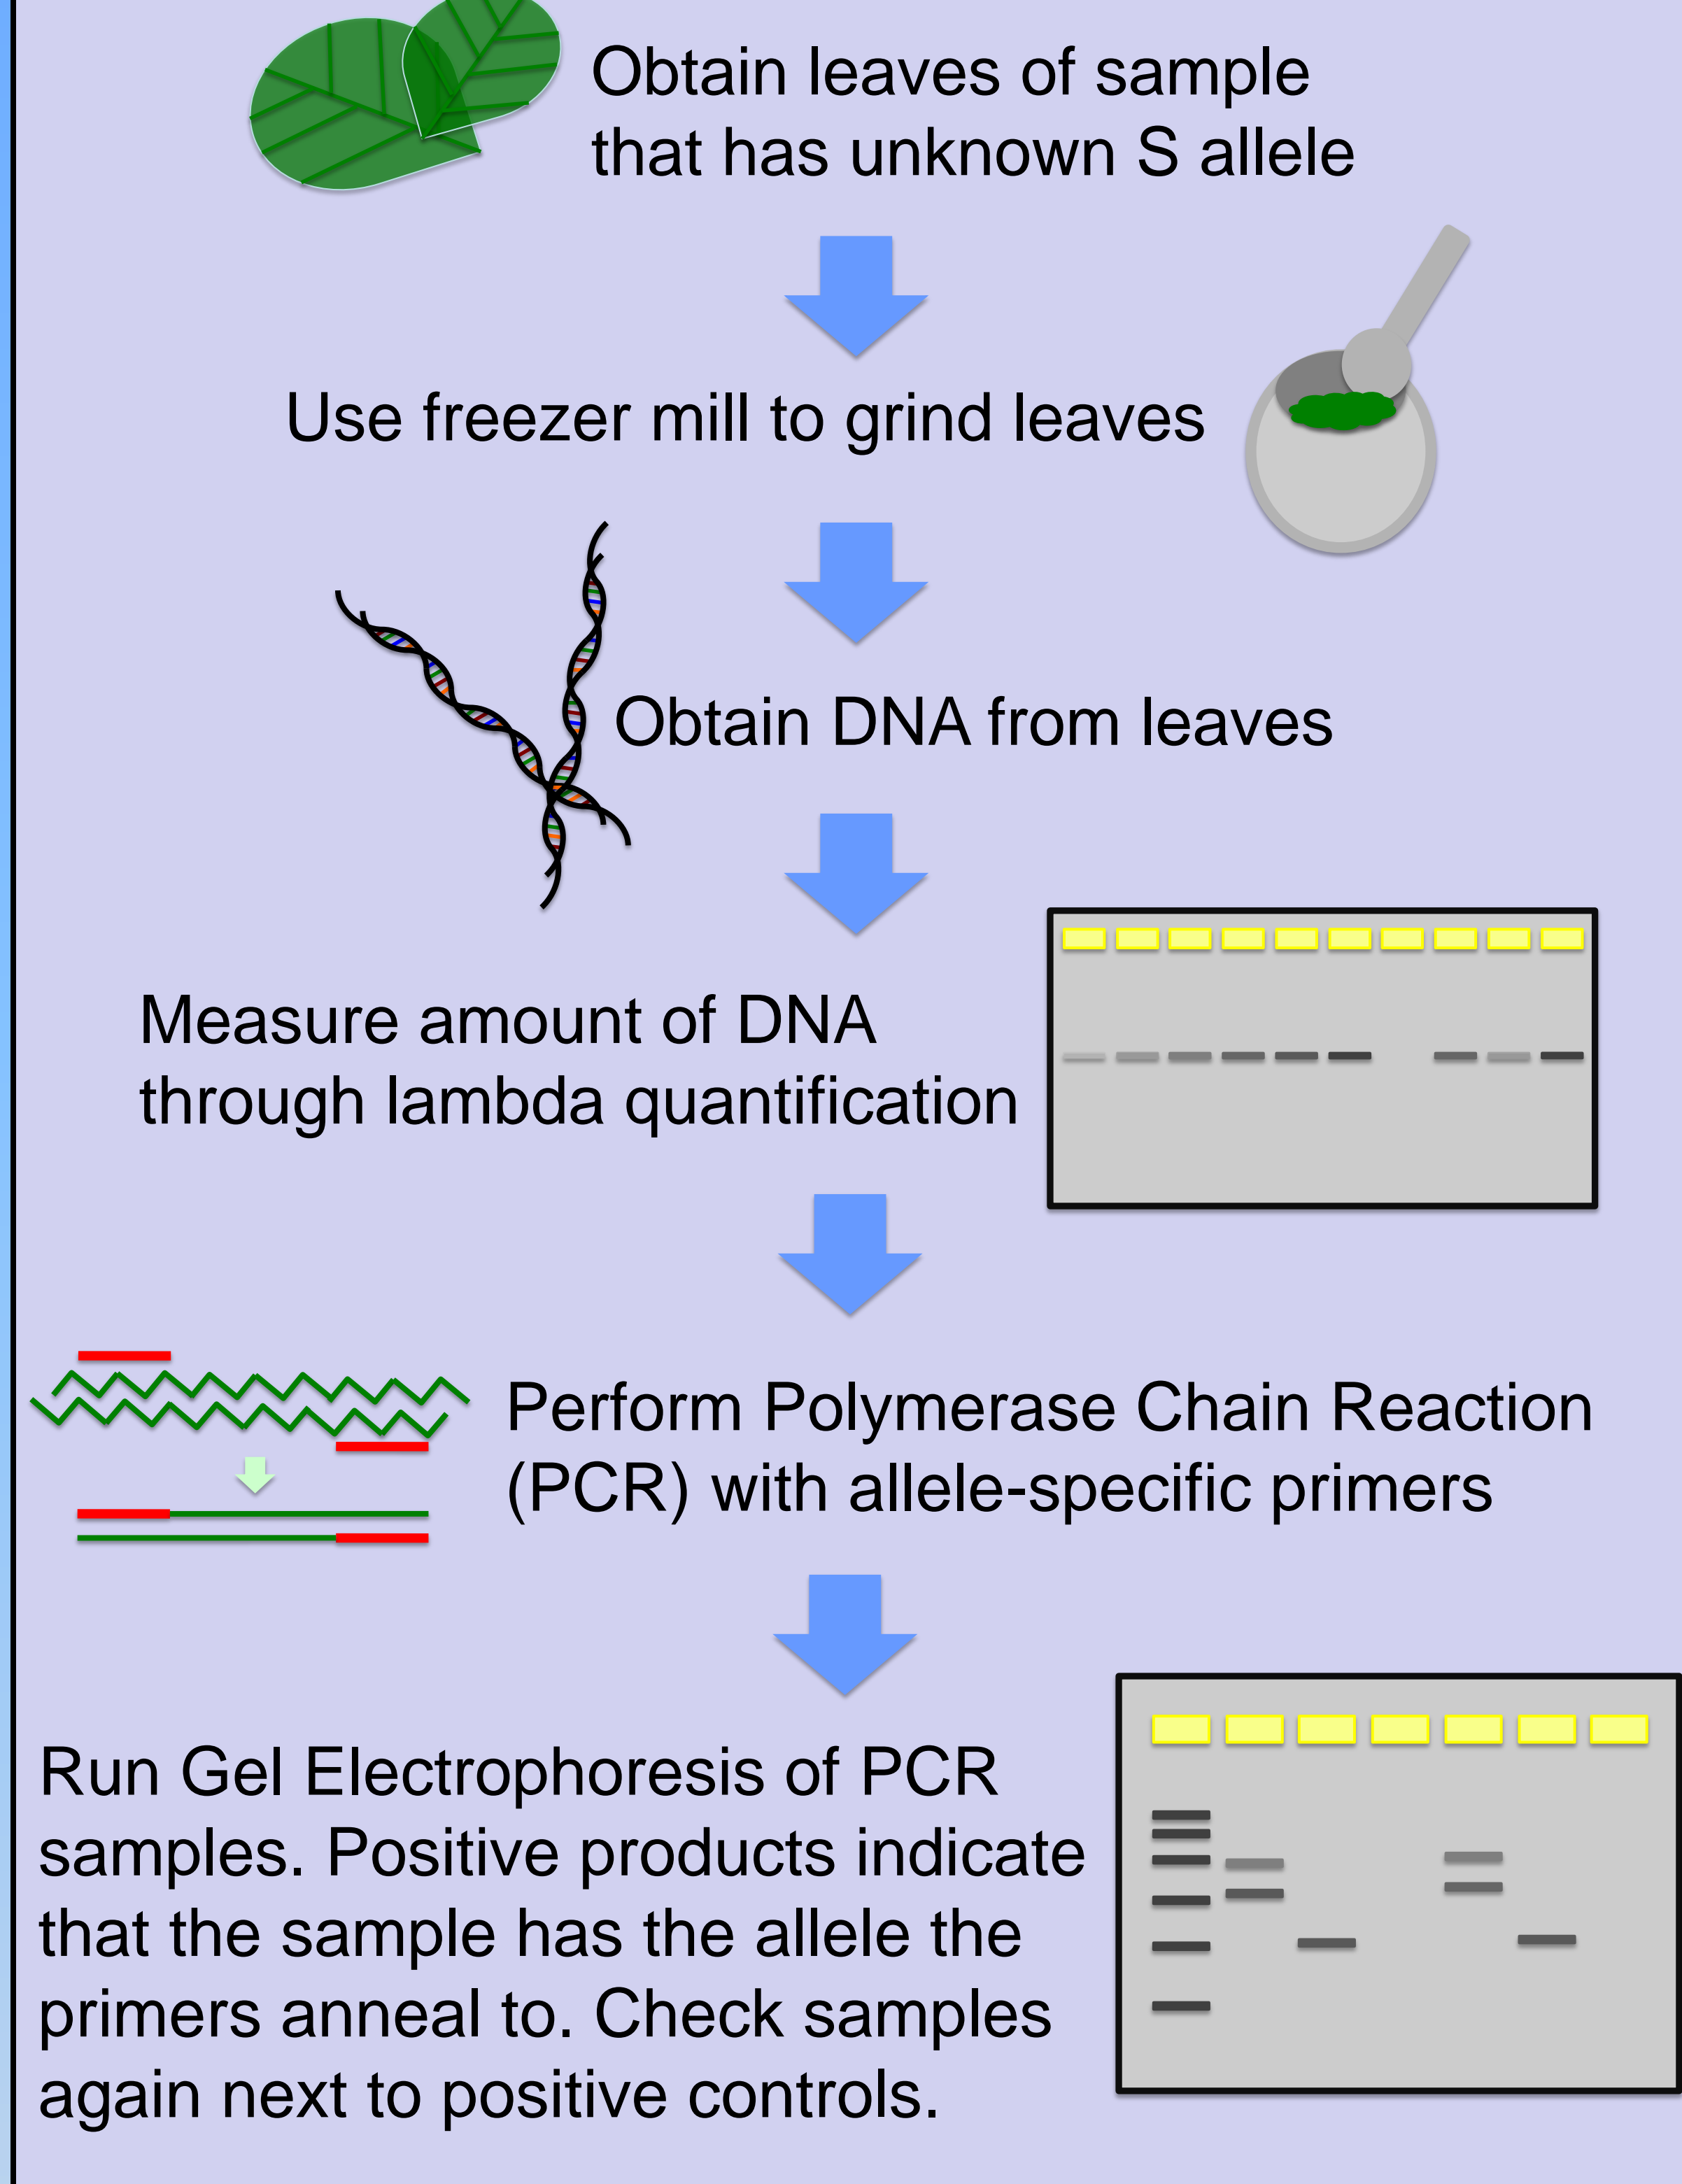 Obtain leaves of sample
that has unknown S allele
Use freezer mill to grind leaves
Obtain DNA from leaves
Measure amount of DNA
through lambda quantification
Perform Polymerase Chain Reaction
(PCR) with allele-specific primers
Run Gel Electrophoresis of PCR
samples. Positive products indicate
that the sample has the allele the
primers anneal to. Check samples
again next to positive controls.